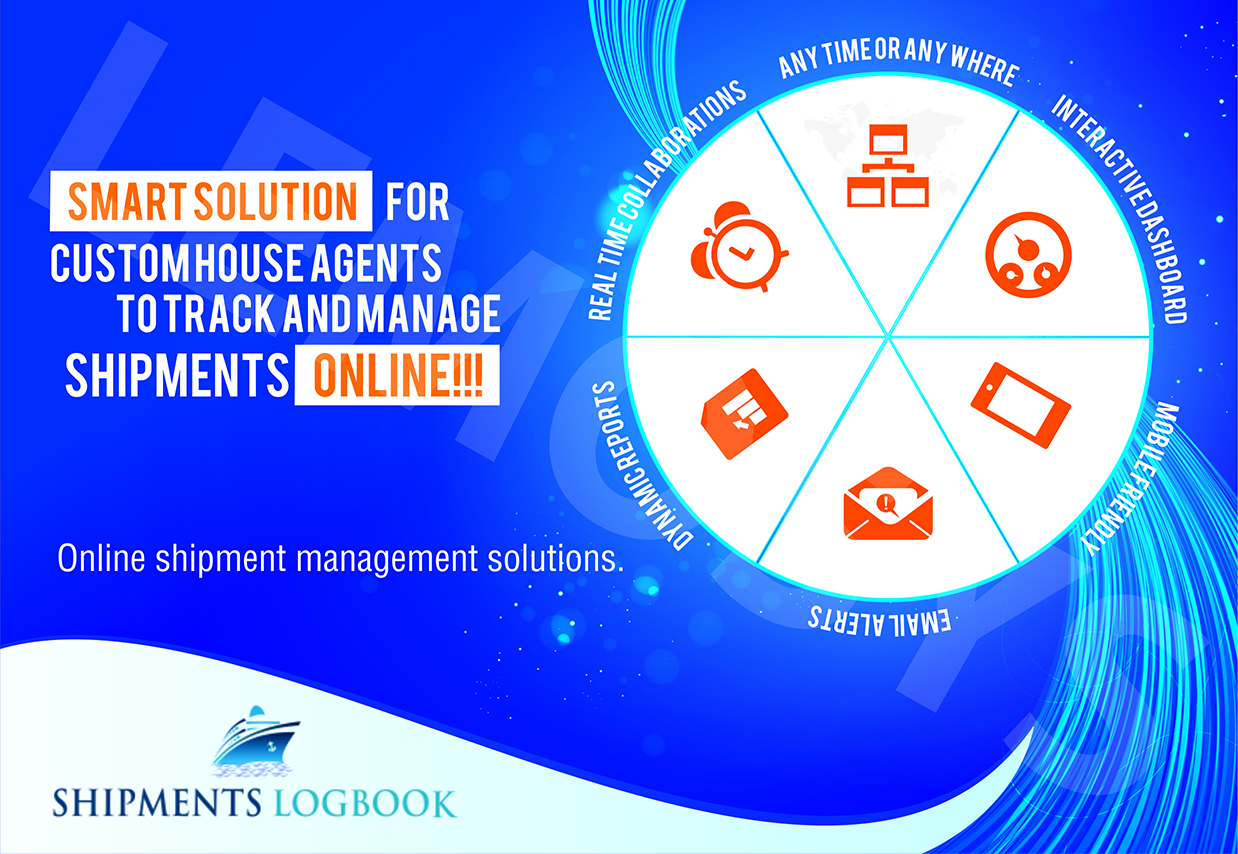 SMART SOLUTION FOR
CUSTOM HOUSE AGENTS
TO TRACK AND MANAGE
SHIPMENTS ONLINE!!!
Online shipment management solutions.
ANY TIME OR ANY WHERE
INTERACTIVE DASHBOARD
MOBILE FRIENDLY
EMAIL ALERTS
DYNAMIC REPORTS
REAL TIME COLLABORATIONS
SHIPMENTS LOGBOOK